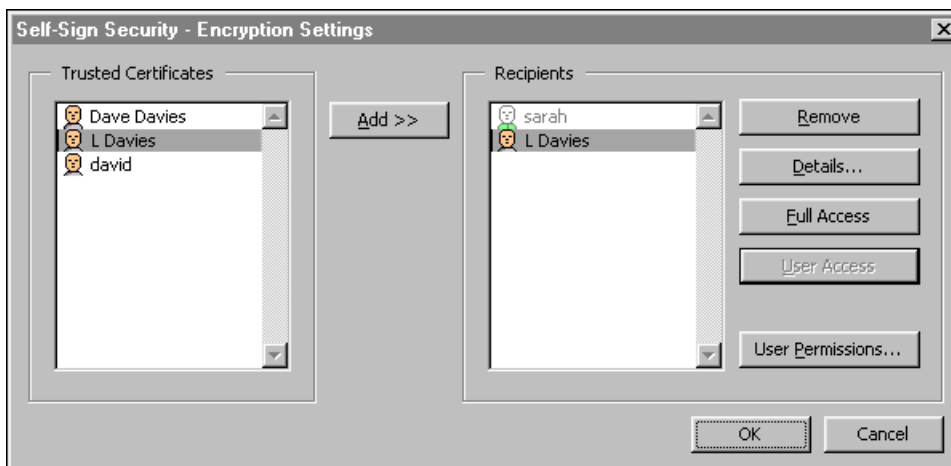 Self-Sign Security - Encryption Settings
Trusted Certificates
Dave Davies
L Davies
david
Add >>
Recipients
sarah
L Davies
Remove
Details...
Full Access
User Access
User Permissions...
OK
Cancel